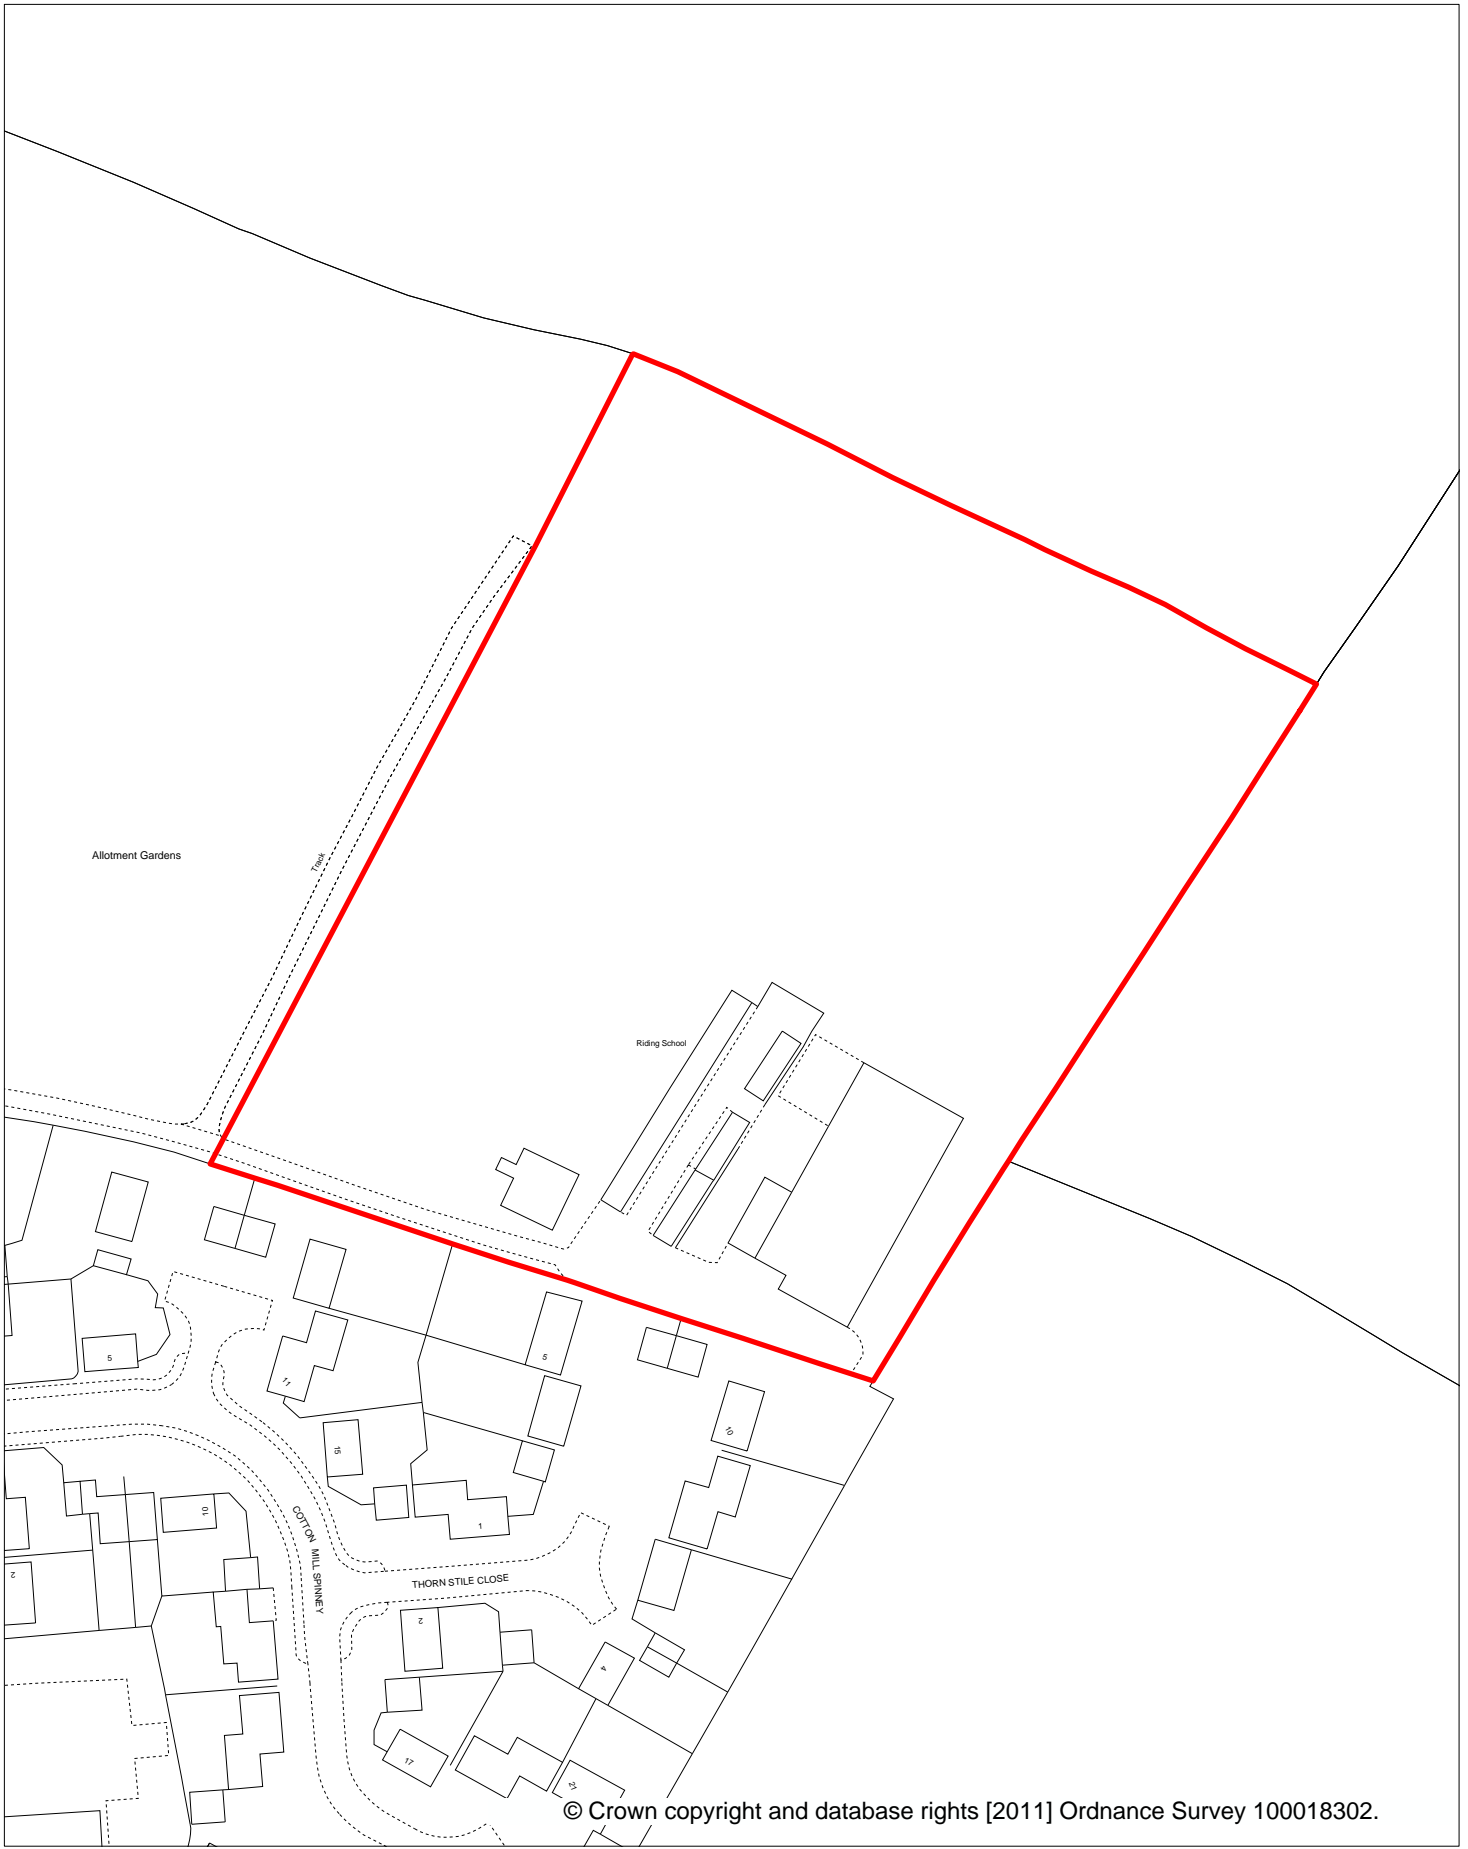 Allotment Gardens
Track
Riding School
5
5
11
10
15
10
1
COTTON MILL SPINNEY
THORN STILE CLOSE
2
2
4
17
21
© Crown copyright and database rights [2011] Ordnance Survey 100018302.